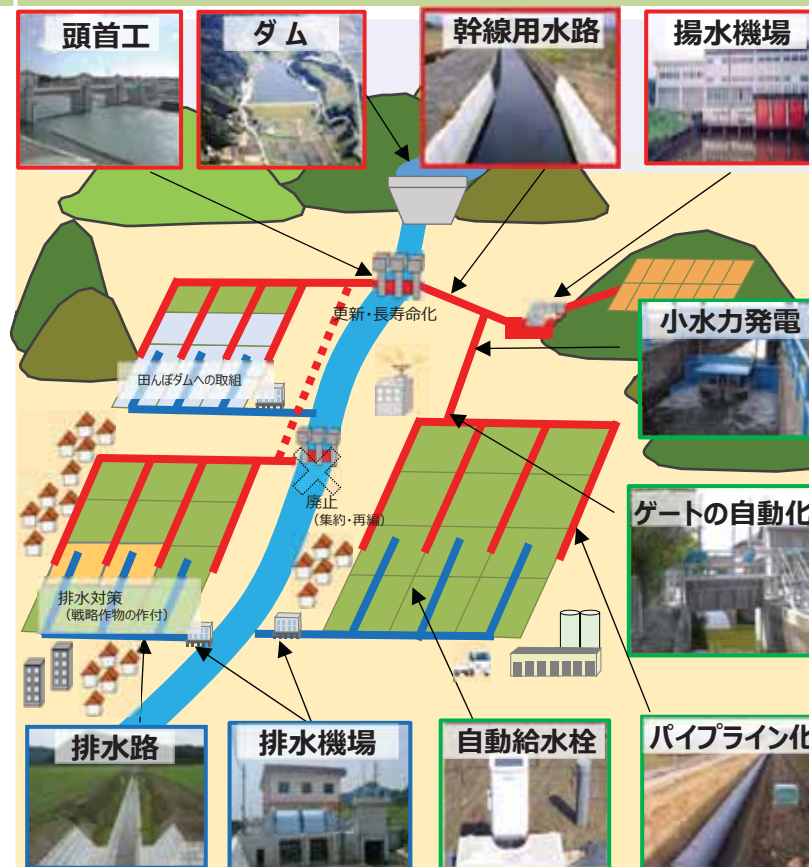 頭首工
ダム
幹線用水路
揚水機場
更新・長寿命化
小水力発電
田んぼダムへの取組
廃止
(集約・再編)
ゲートの自動化
排水対策
(戦略作物の作付)
排水路
排水機場
自動給水栓
パイプライン化